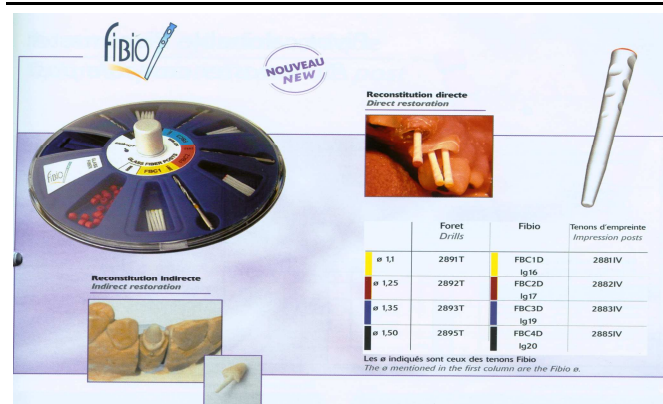 fiBiO
NOUVEAU
NEW
Reconstitution directe
Direct restoration
GLASS FIBER POSTS
FBC1
Foret
Drills
Fibio
Tenons d'empreinte
Impression posts
ø 1,1
2891T
FBC1D
lg16
2881IV
ø 1,25
2892T
FBC2D
lg17
2882IV
ø 1,35
2893T
FBC3D
lg19
2883IV
ø 1,50
2895T
FBC4D
lg20
2885IV
Reconstitution Indirecte
Indirect restoration
Les ø indiqués sont ceux des tenons Fibio
The ø mentioned in the first column are the Fibio ø.